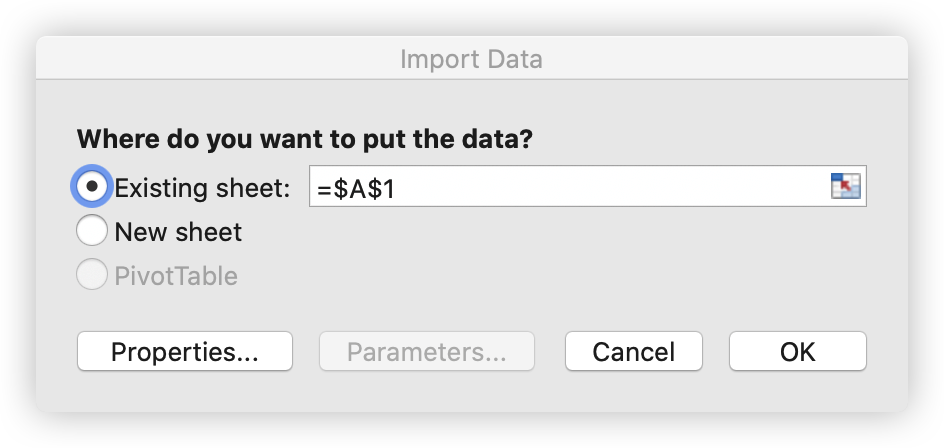 Import Data
Where do you want to put the data?
Existing sheet: =$A$1
New sheet
PivotTable
Properties... Parameters... Cancel OK